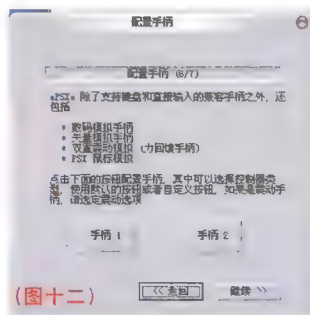 配置手柄
配置手柄 (6/7)
ePSXe 除了支持键盘和直接输入的兼容手柄之外, 还
包括
• 数码模拟手柄
• 矢量模拟手柄
• 双重震动模拟 (力回馈手柄)
• PSX 鼠标模拟
点击下面的按钮配置手柄, 其中可以选择控制器类
型, 使用默认的按钮或者自定义按钮, 如果是震动手
柄, 请选定震动选项
手柄 1 手柄 2
<< 返回 继续 >>
(图十二)